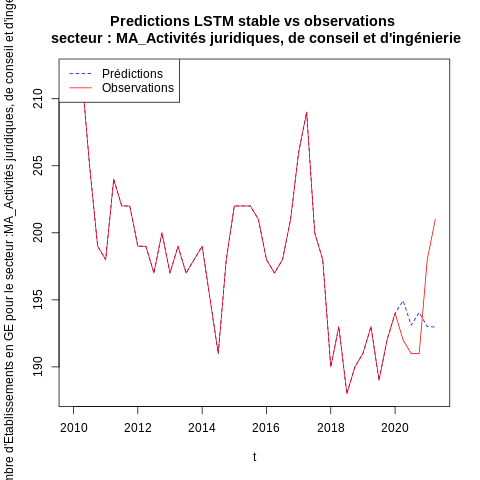 Predictions LSTM stable vs observations
secteur : MA_Activités juridiques, de conseil et d'ingénierie
mbre d'Etablissements en GE pour le secteur :MA_Activités juridiques, de conseil et d'ingé
Prédictions
Observations
210
205
200
195
190
2010 2012 2014 2016 2018 2020
t